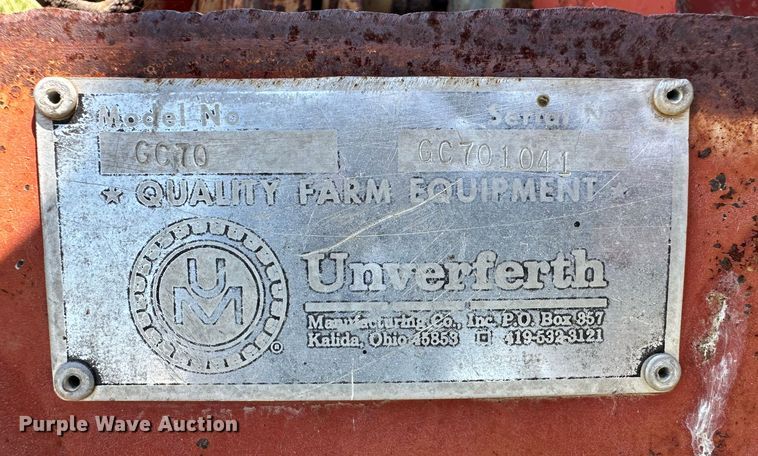 Model No. Serial N
GC70 GC701041
★ QUALITY FARM EQUIPMENT ★
UM ® Unverferth
Manufacturing Co., Inc. P.O. Box 357
Kalida, Ohio 45853 419-532-3121
Purple Wave Auction